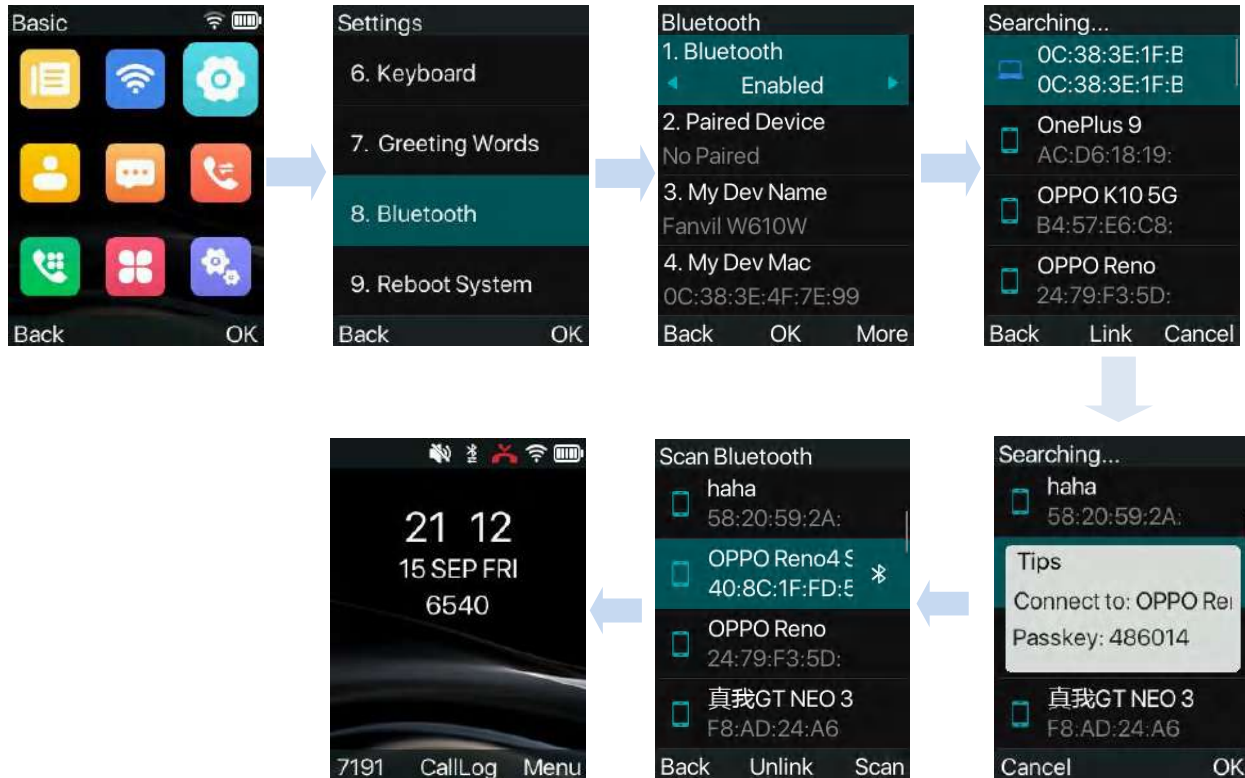 Basic
Back OK
Settings
6. Keyboard
7. Greeting Words
8. Bluetooth
9. Reboot System
Back OK
Bluetooth
1. Bluetooth
Enabled
2. Paired Device
No Paired
3. My Dev Name
Fanvil W610W
4. My Dev Mac
0C:38:3E:4F:7E:99
Back OK More
Searching...
0C:38:3E:1F:B
0C:38:3E:1F:B
OnePlus 9
AC:D6:18:19:
OPPO K10 5G
B4:57:E6:C8:
OPPO Reno
24:79:F3:5D:
Back Link Cancel
Searching...
haha
58:20:59:2A:
Tips
Connect to: OPPO Rei
Passkey: 486014
真我GT NEO 3
F8:AD:24:A6
Cancel OK
Scan Bluetooth
haha
58:20:59:2A:
OPPO Reno4 S
40:8C:1F:FD:5
OPPO Reno
24:79:F3:5D:
真我GT NEO 3
F8:AD:24:A6
Back Unlink Scan
21 12
15 SEP FRI
6540
7191 CallLog Menu